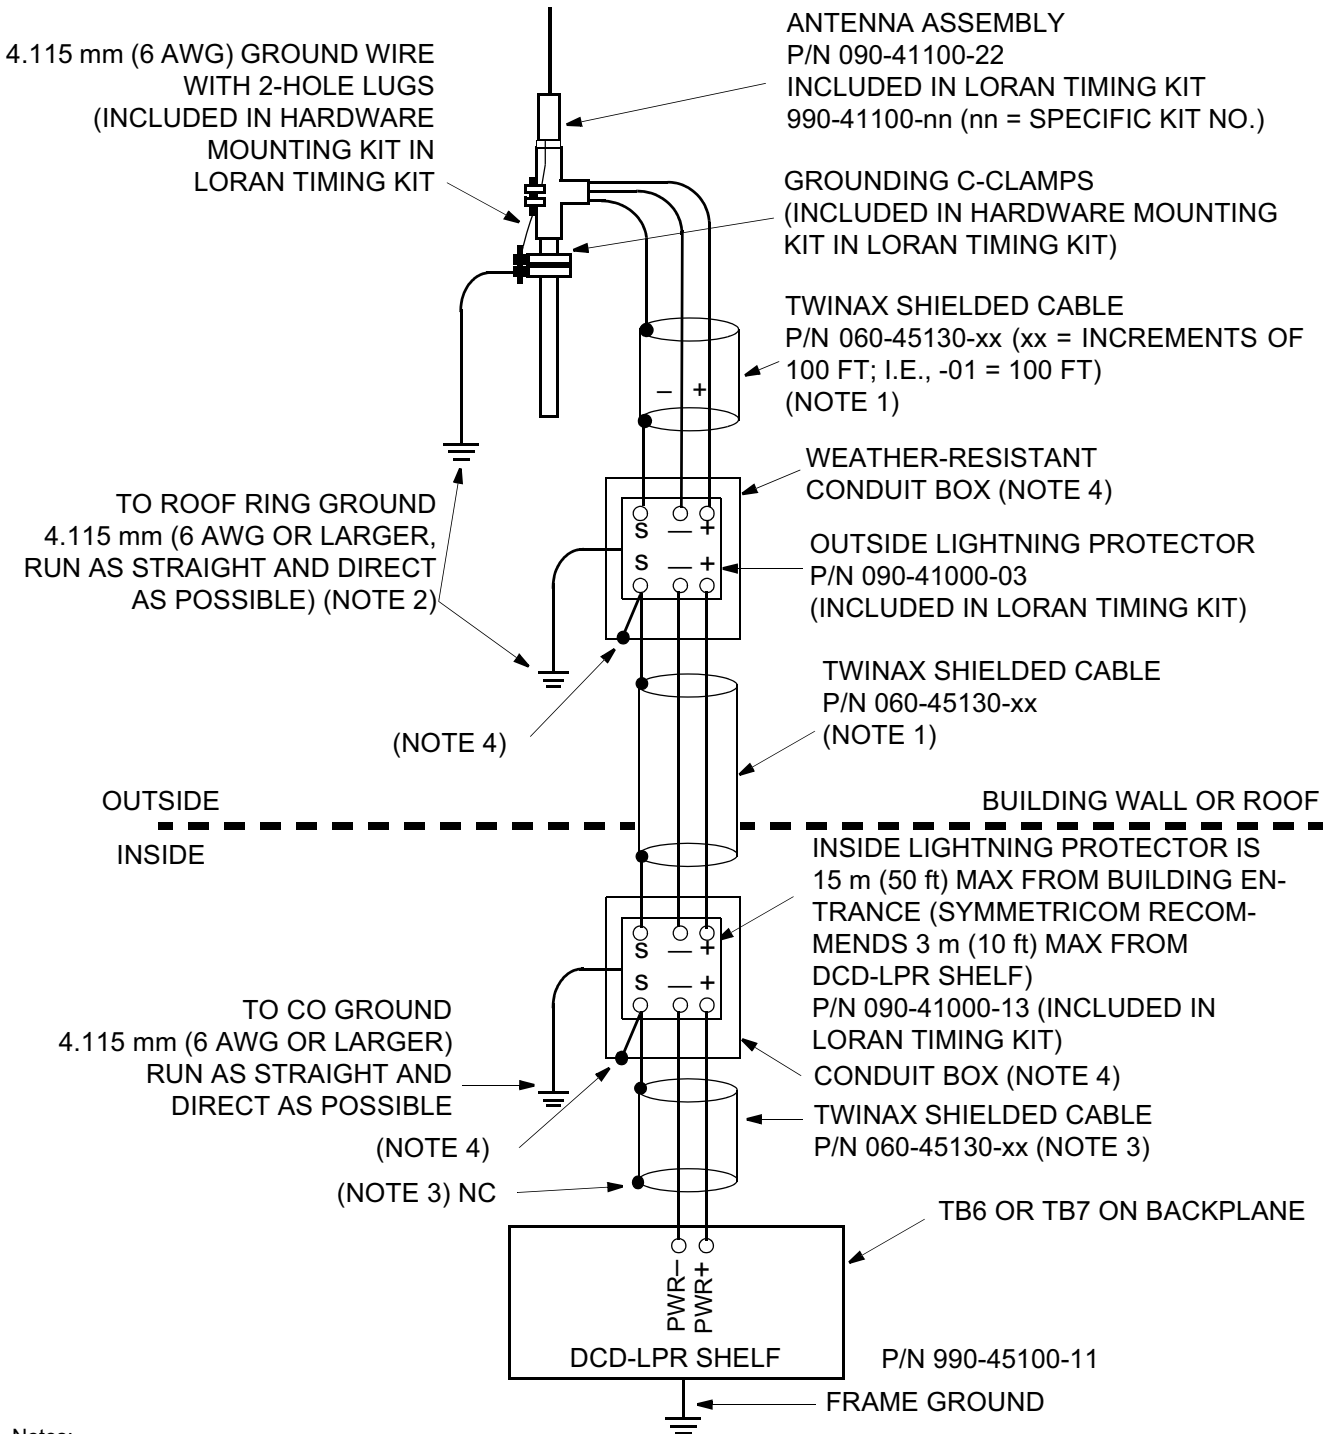 4.115 mm (6 AWG) GROUND WIRE
WITH 2-HOLE LUGS
(INCLUDED IN HARDWARE
MOUNTING KIT IN
LORAN TIMING KIT
ANTENNA ASSEMBLY
P/N 090-41100-22
INCLUDED IN LORAN TIMING KIT
990-41100-nn (nn = SPECIFIC KIT NO.)
GROUNDING C-CLAMPS
(INCLUDED IN HARDWARE MOUNTING
KIT IN LORAN TIMING KIT)
TWINAX SHIELDED CABLE
P/N 060-45130-xx (xx = INCREMENTS OF
100 FT; I.E., -01 = 100 FT)
(NOTE 1)
– +
WEATHER-RESISTANT
CONDUIT BOX (NOTE 4)
TO ROOF RING GROUND
4.115 mm (6 AWG OR LARGER,
RUN AS STRAIGHT AND DIRECT
AS POSSIBLE) (NOTE 2)
S — +
S — +
OUTSIDE LIGHTNING PROTECTOR
P/N 090-41000-03
(INCLUDED IN LORAN TIMING KIT)
TWINAX SHIELDED CABLE
P/N 060-45130-xx
(NOTE 1)
(NOTE 4)
OUTSIDE
BUILDING WALL OR ROOF
INSIDE
INSIDE LIGHTNING PROTECTOR IS
15 m (50 ft) MAX FROM BUILDING EN-
TRANCE (SYMMETRICOM RECOM-
MENDS 3 m (10 ft) MAX FROM
DCD-LPR SHELF)
P/N 090-41000-13 (INCLUDED IN
LORAN TIMING KIT)
S — +
S — +
TO CO GROUND
4.115 mm (6 AWG OR LARGER)
RUN AS STRAIGHT AND
DIRECT AS POSSIBLE
CONDUIT BOX (NOTE 4)
TWINAX SHIELDED CABLE
P/N 060-45130-xx (NOTE 3)
(NOTE 4)
(NOTE 3) NC
TB6 OR TB7 ON BACKPLANE
PWR–
PWR+
DCD-LPR SHELF
P/N 990-45100-11
FRAME GROUND
Notes: